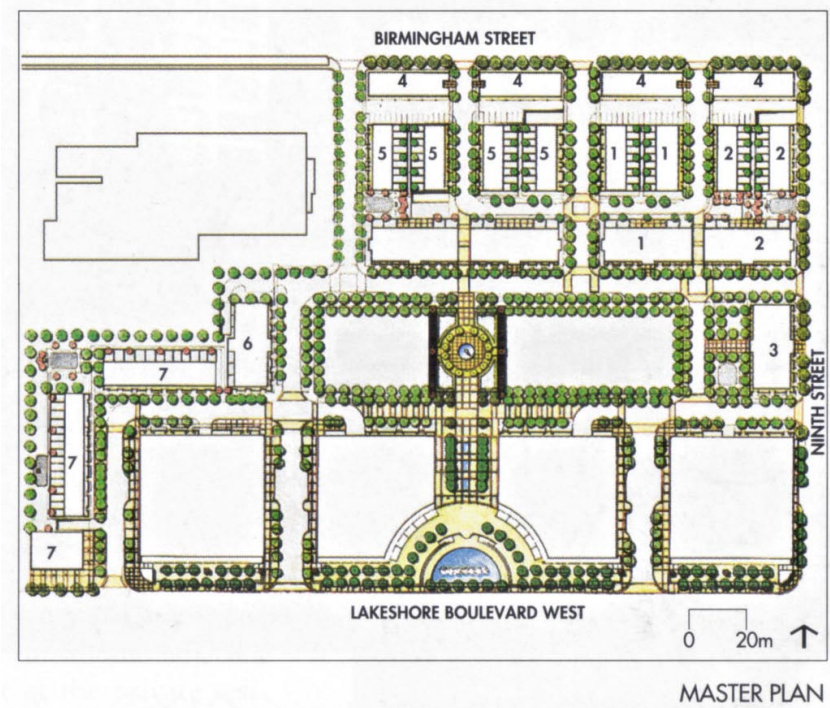 BIRMINGHAM STREET
4 4 4 4
5 5 5 5 1 1 2 2
1 2
6
3
7
NINTH STREET
7
7
LAKESHORE BOULEVARD WEST
0 20m
MASTER PLAN